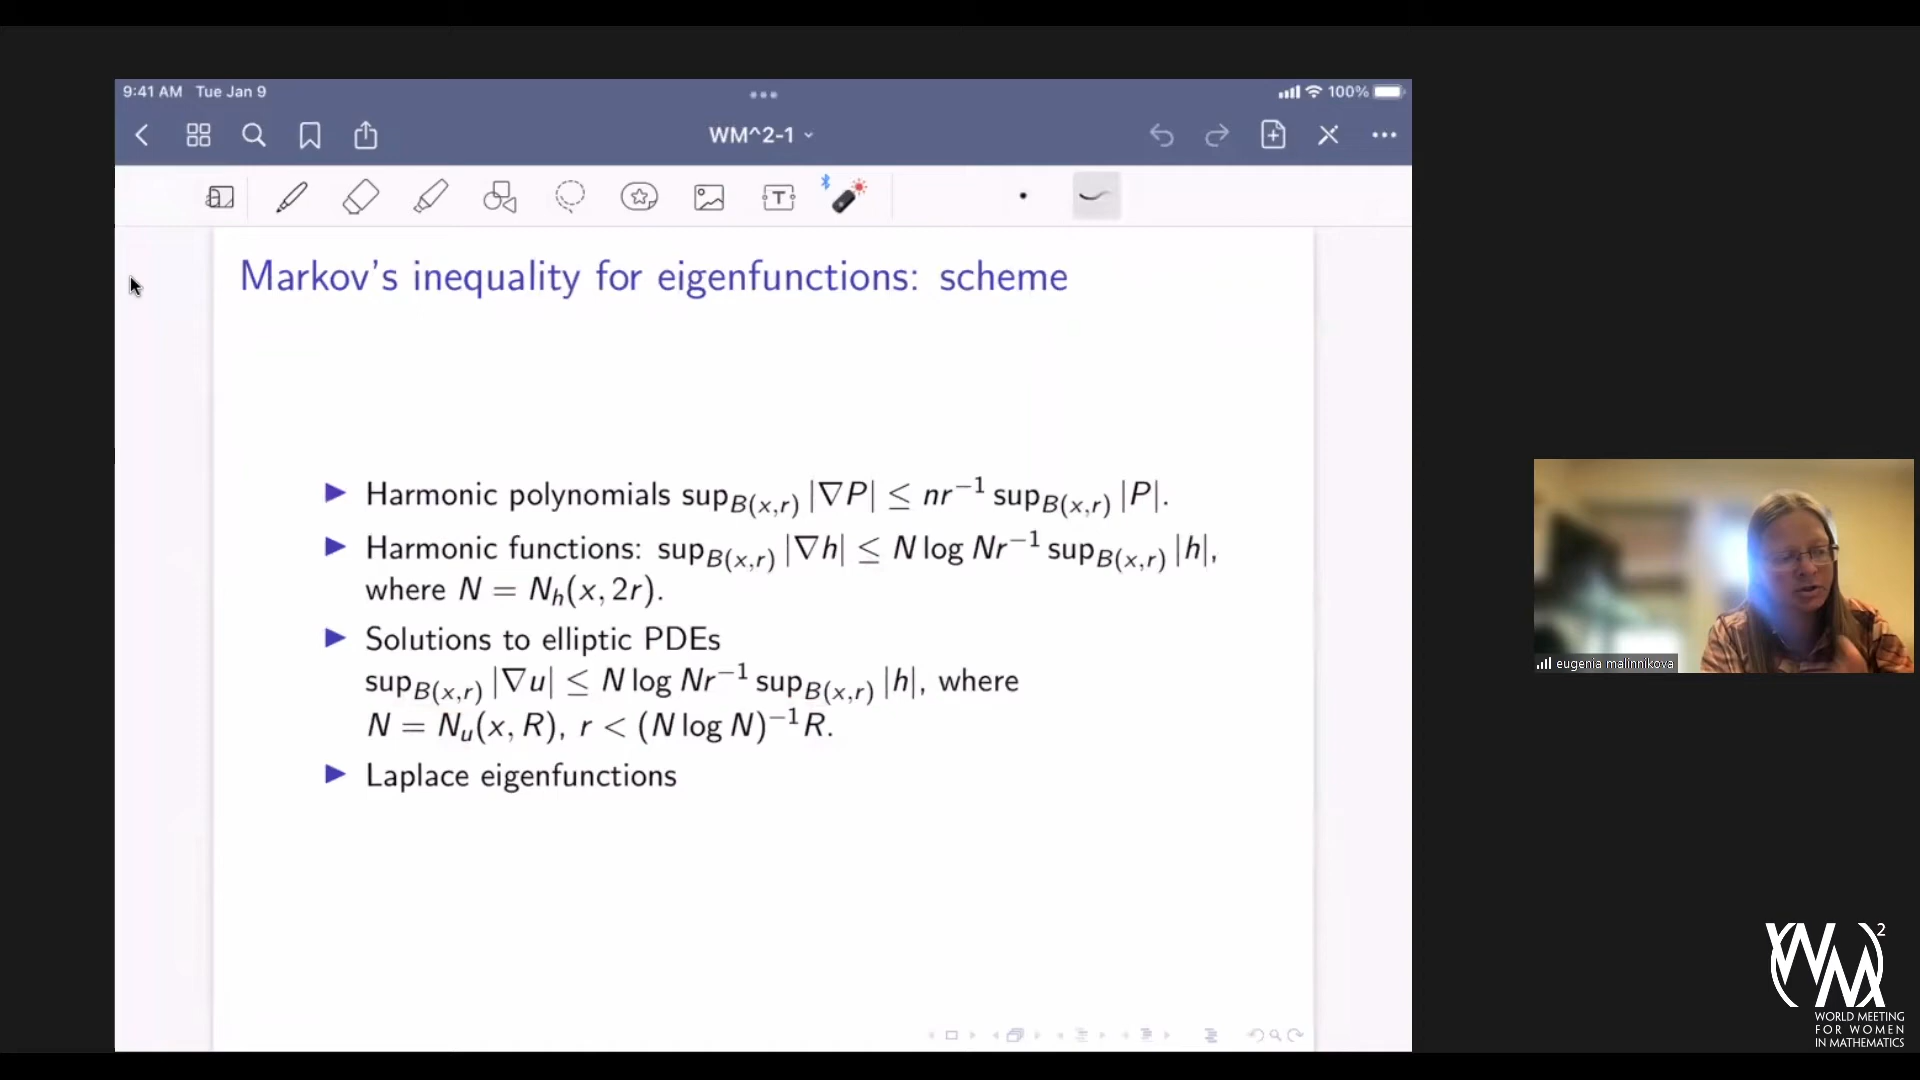 9:41 AM Tue Jan 9
100%
WM^2-1
T
Markov's inequality for eigenfunctions: scheme
▶ Harmonic polynomials sup_{B(x,r)} |∇P| ≤ nr^{−1} sup_{B(x,r)} |P|.
▶ Harmonic functions: sup_{B(x,r)} |∇h| ≤ N log Nr^{−1} sup_{B(x,r)} |h|,
where N = N_h(x, 2r).
▶ Solutions to elliptic PDEs
sup_{B(x,r)} |∇u| ≤ N log Nr^{−1} sup_{B(x,r)} |h|, where
N = N_u(x, R), r < (N log N)^{−1}R.
▶ Laplace eigenfunctions
eugenia malinnikova
WM²
WORLD MEETING
FOR WOMEN
IN MATHEMATICS